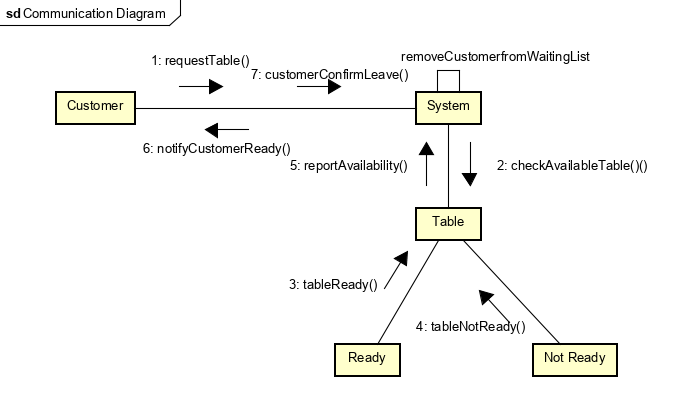 sd Communication Diagram
removeCustomerfromWaitingList
1: requestTable()
7: customerConfirmLeave()
Customer
System
6: notifyCustomerReady()
5: reportAvailability()
2: checkAvailableTable()()
Table
3: tableReady()
4: tableNotReady()
Ready
Not Ready